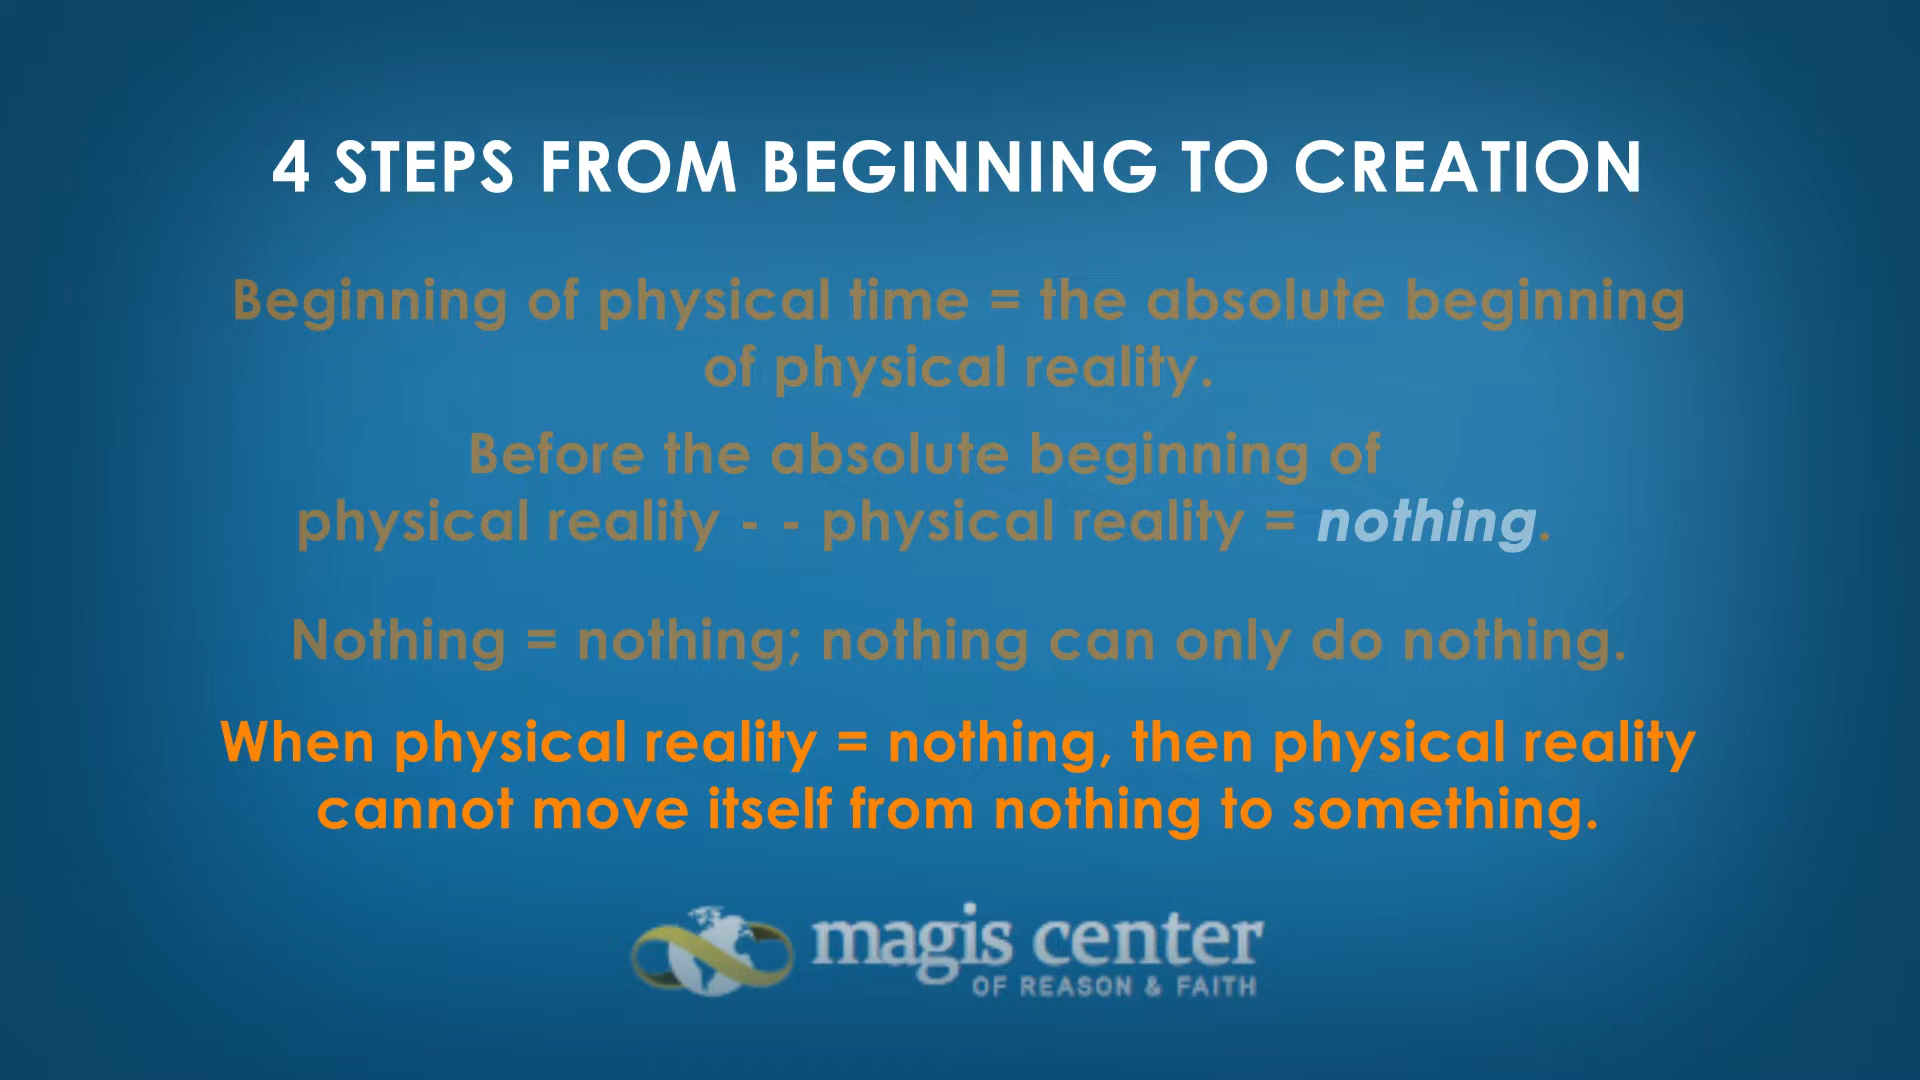 4 STEPS FROM BEGINNING TO CREATION
Beginning of physical time = the absolute beginning
of physical reality.
Before the absolute beginning of
physical reality - - physical reality = nothing.
Nothing = nothing; nothing can only do nothing.
When physical reality = nothing, then physical reality
cannot move itself from nothing to something.
magis center
OF REASON & FAITH